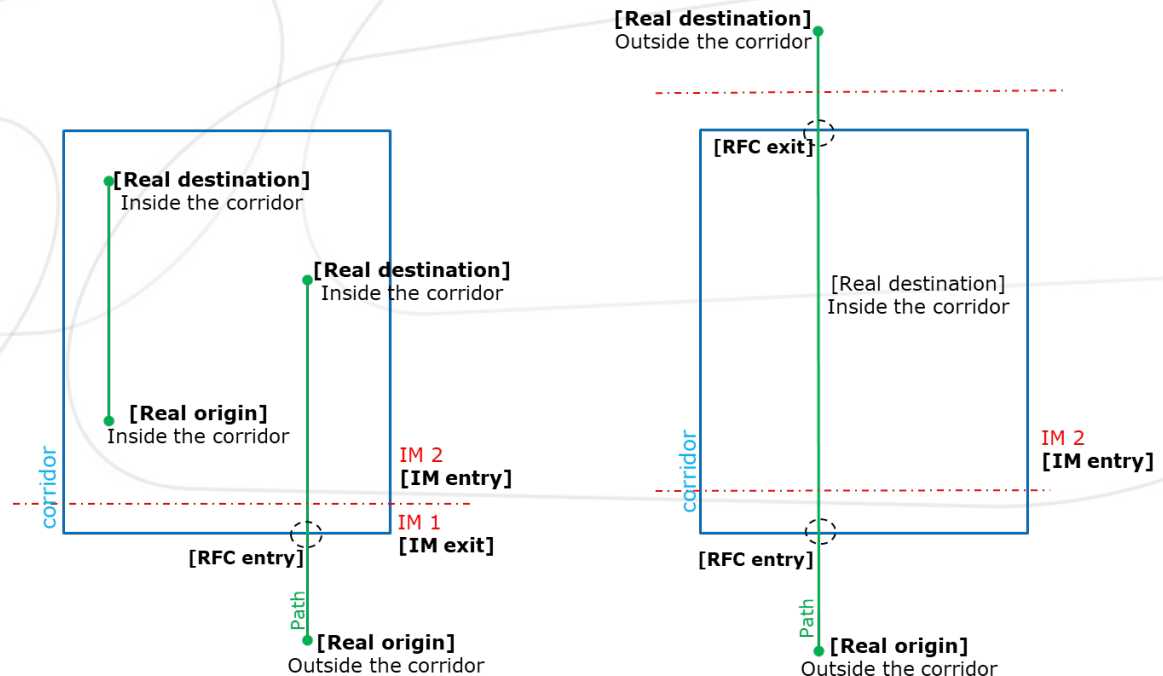 [Real destination]
Inside the corridor
[Real destination]
Inside the corridor
[Real origin]
Inside the corridor
corridor
IM 2
[IM entry]
IM 1
[IM exit]
[RFC entry]
Path
[Real origin]
Outside the corridor
[Real destination]
Outside the corridor
[RFC exit]
[Real destination]
Inside the corridor
corridor
IM 2
[IM entry]
[RFC entry]
Path
[Real origin]
Outside the corridor